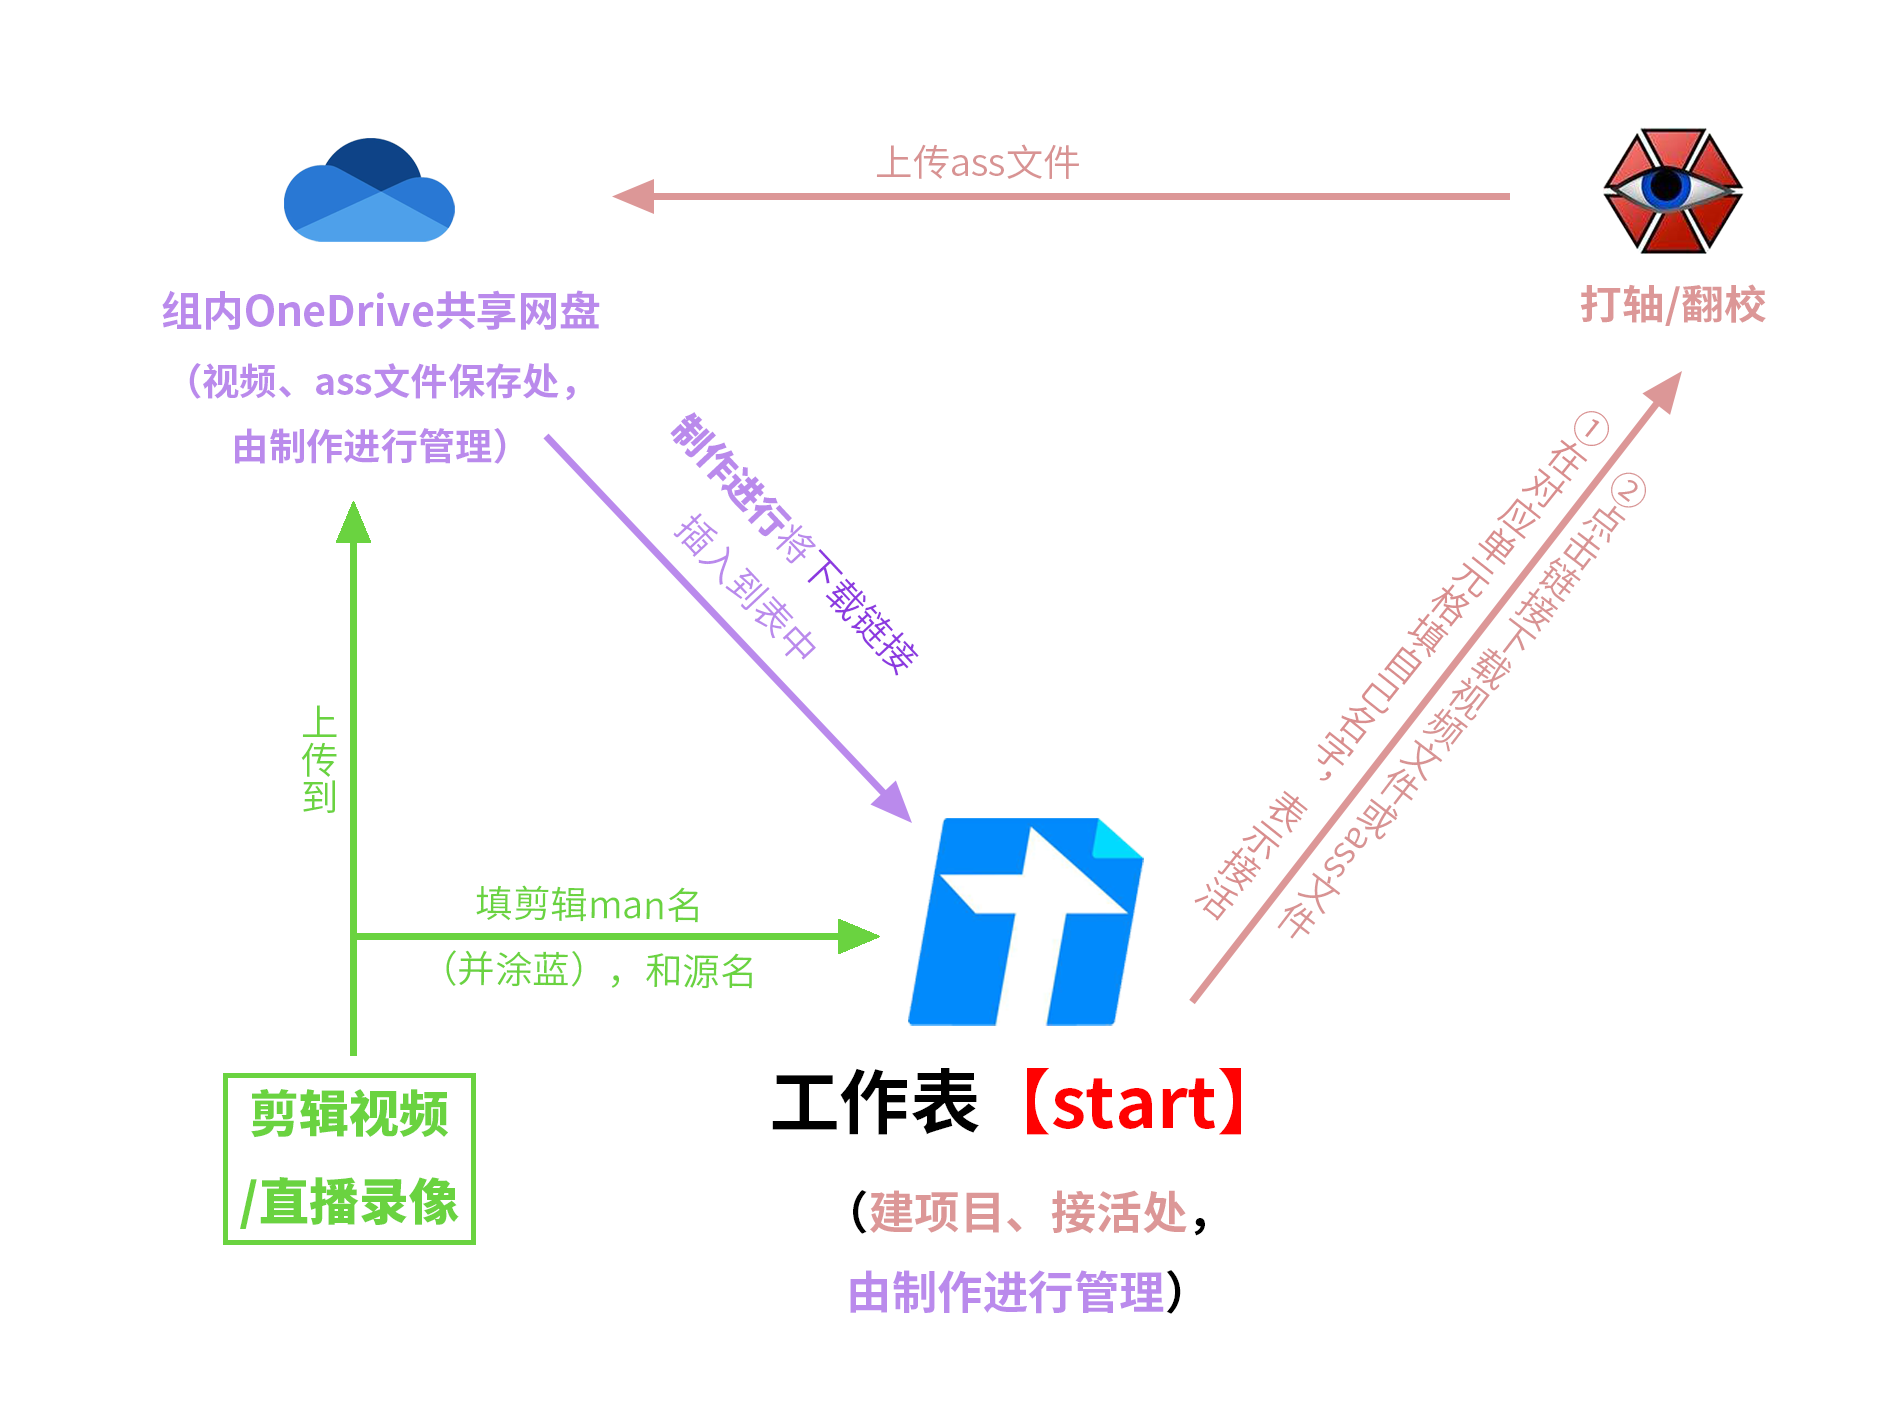 上传ass文件
组内OneDrive共享网盘
（视频、ass文件保存处，
由制作进行管理）
打轴/翻校
制作进行将下载链接
插入到表中
①在对应单元格填自己名字，表示接活
②点击链接下载视频文件或ass文件
上传到
填剪辑man名
（并涂蓝），和源名
剪辑视频
/直播录像
工作表【start】
（建项目、接活处，
由制作进行管理）